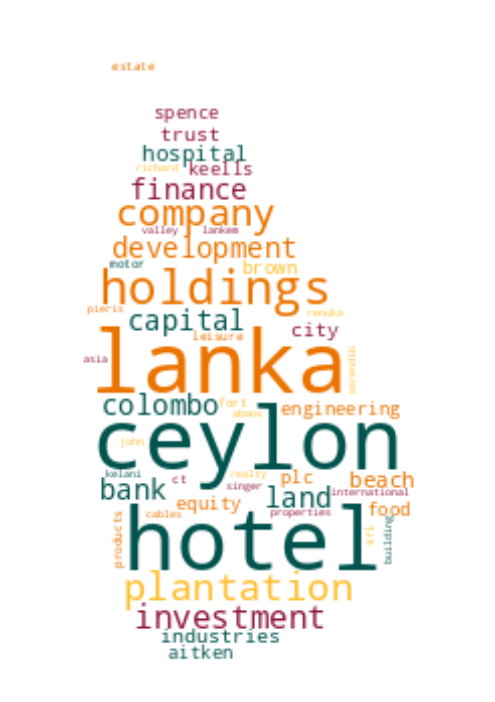 estate
spence
trust
hospital
richard keells
finance
company
valley lankem
development
motor brown
holdings
pieris renuka
capital city
leisure
lanka
asia serendib
colombo fort
abans engineering
ceylon
john
kelani ct realty plc beach
bank singer land international
equity food
products cables properties
hotel sri building
plantation
investment
industries
aitken